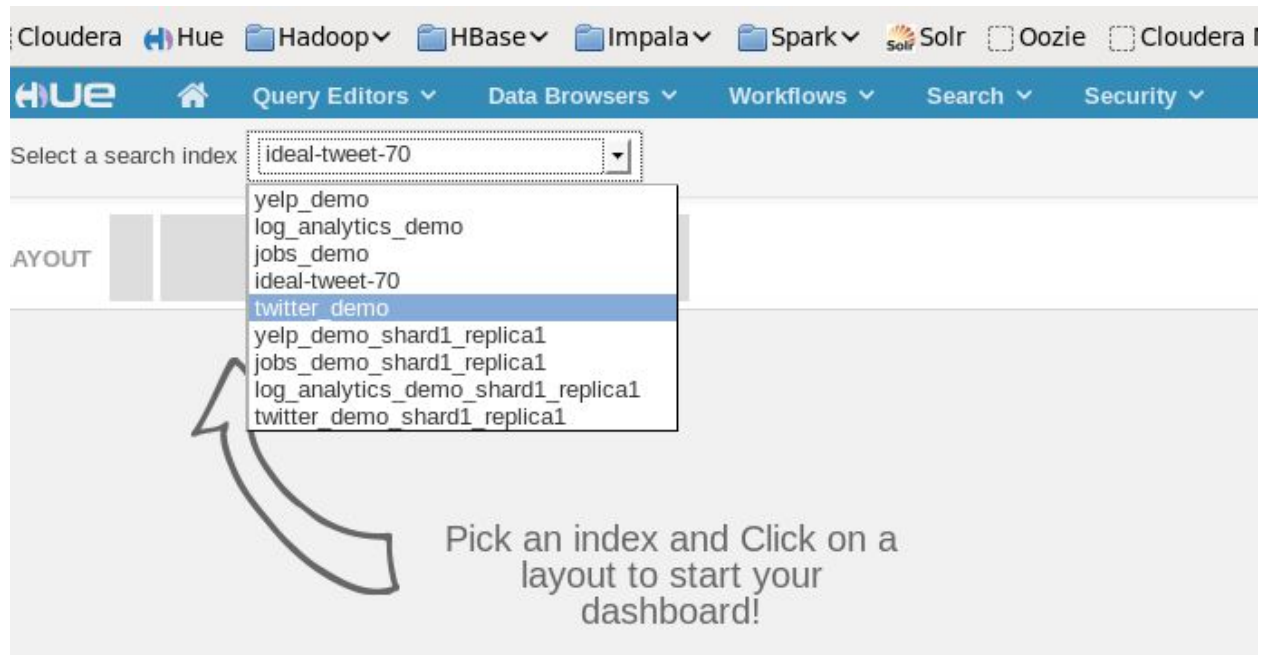 Cloudera Hue Hadoop HBase Impala Spark Solr Oozie Cloudera
HUE Query Editors Data Browsers Workflows Search Security
Select a search index ideal-tweet-70
yelp_demo
log_analytics_demo
jobs_demo
AYOUT
ideal-tweet-70
twitter_demo
yelp_demo_shard1_replica1
jobs_demo_shard1_replica1
log_analytics_demo_shard1_replica1
twitter_demo_shard1_replica1
Pick an index and Click on a
layout to start your
dashboard!